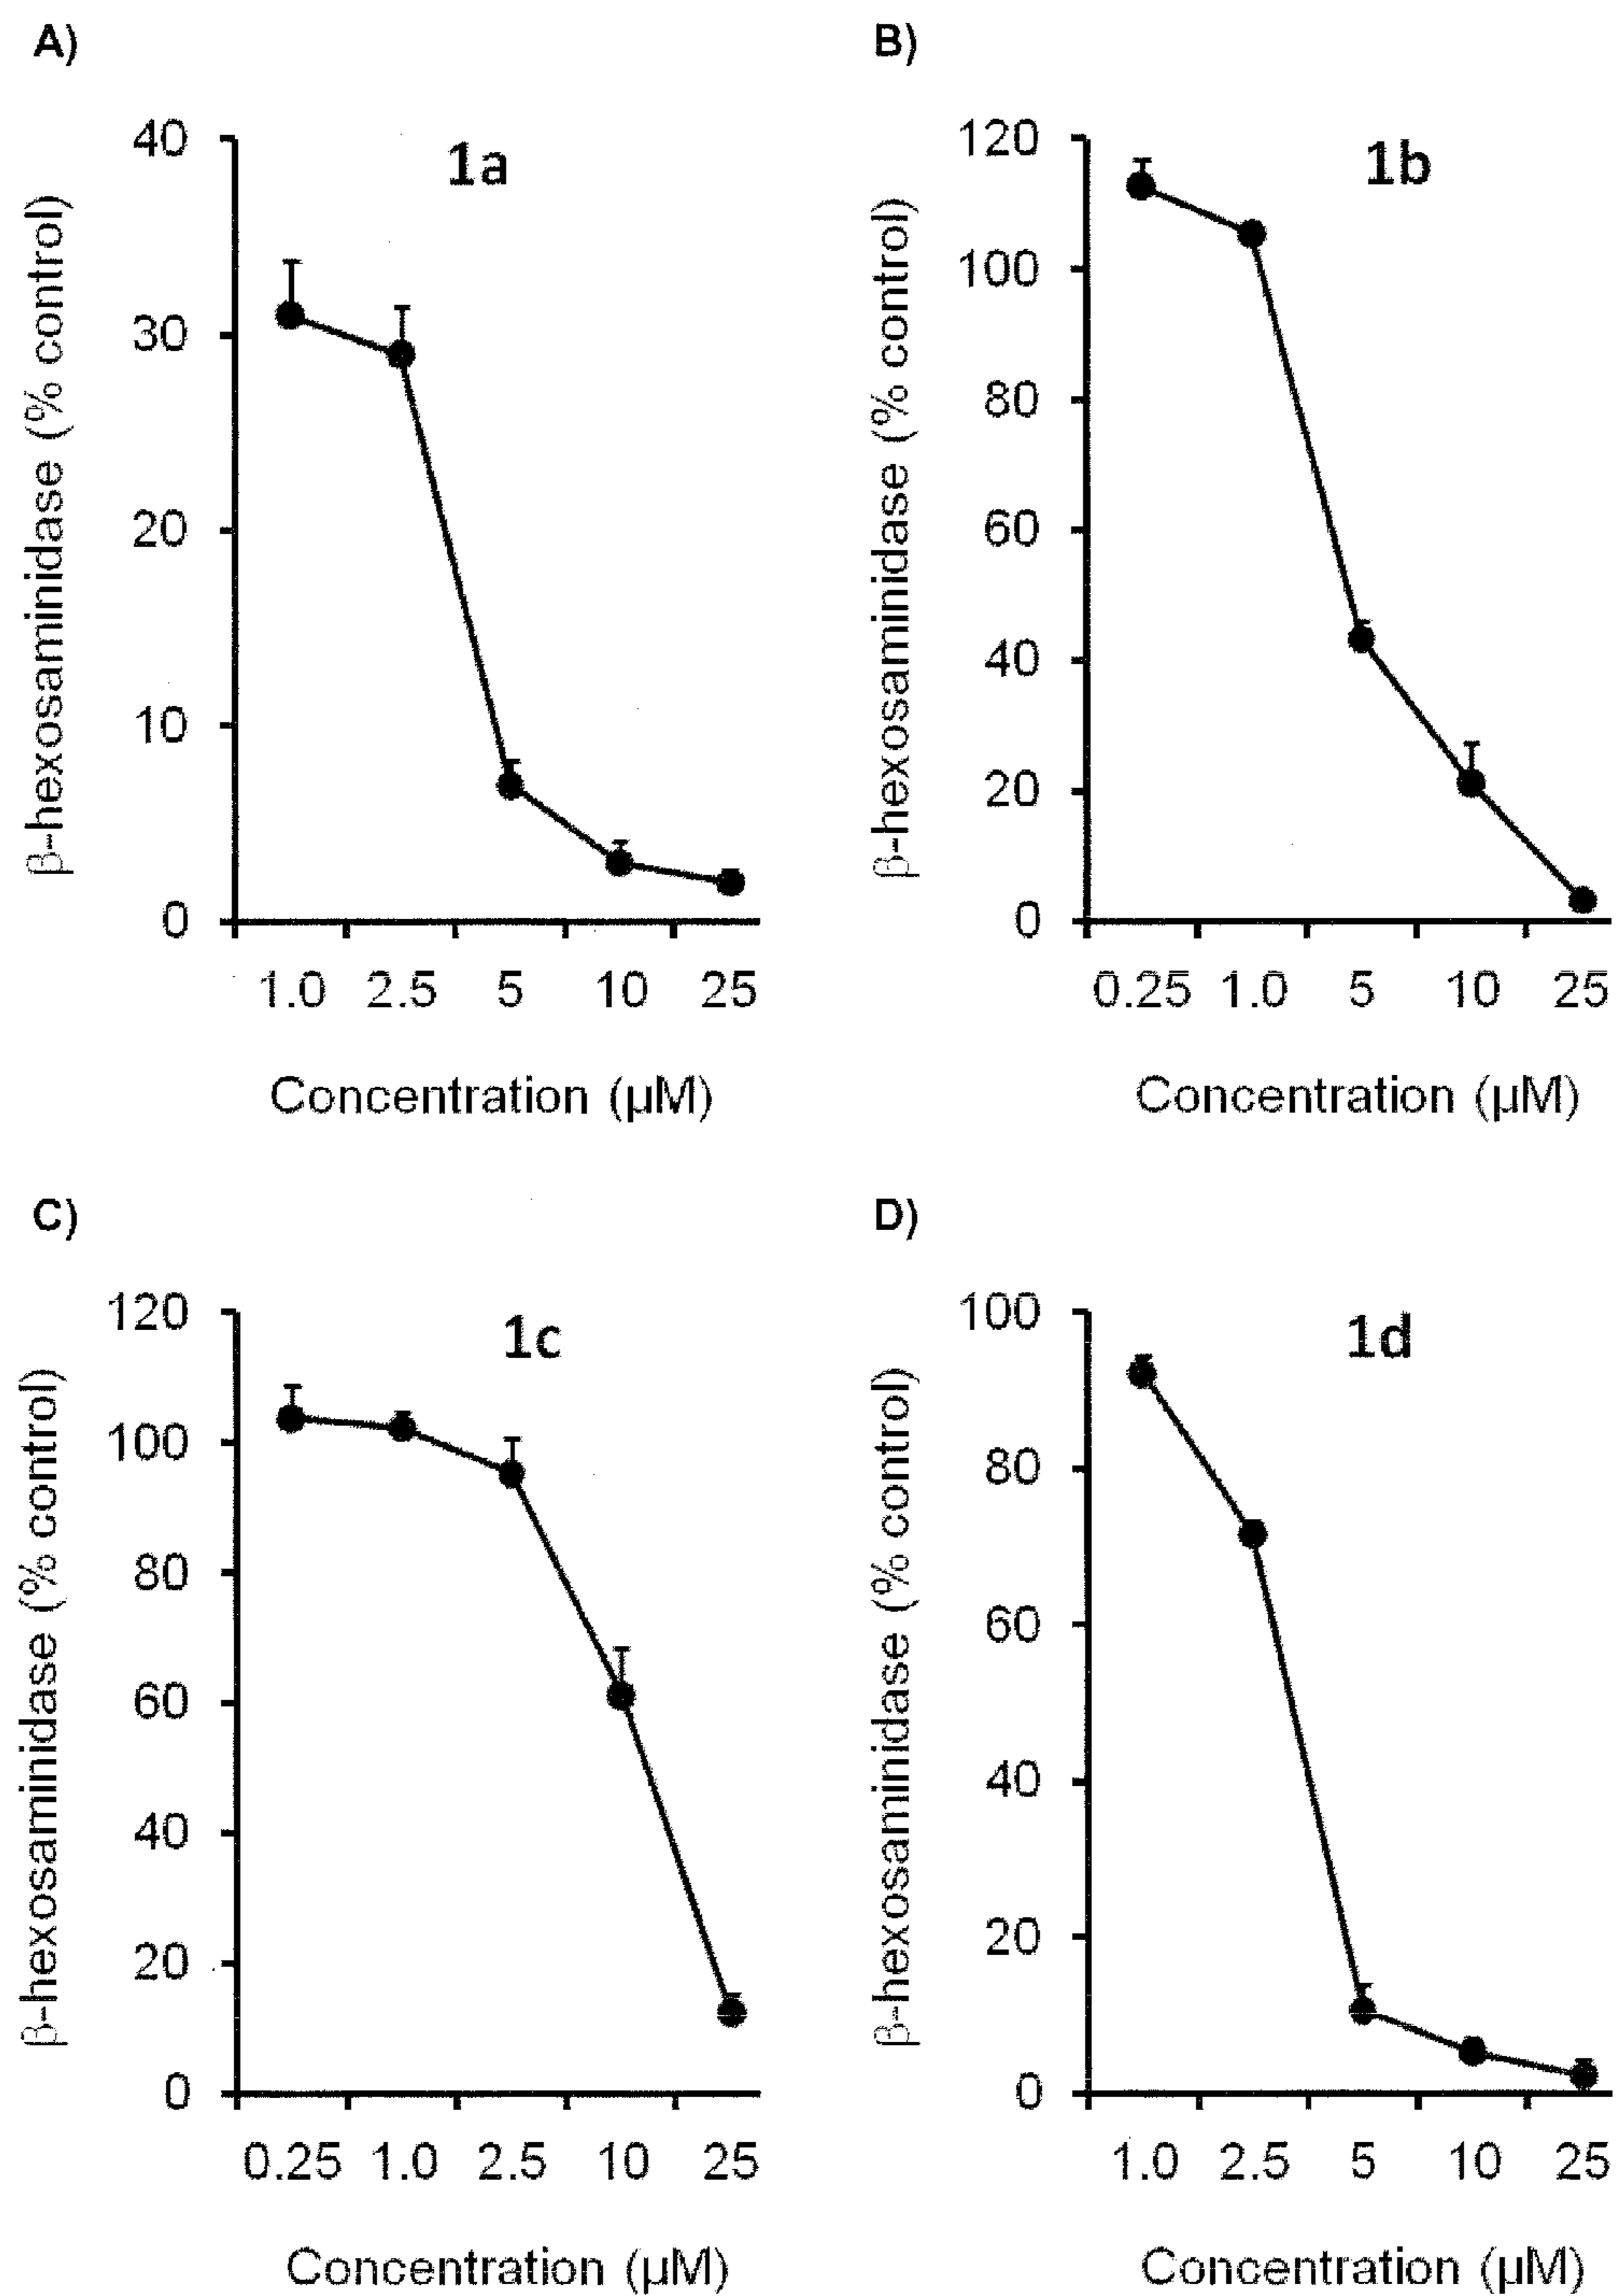 A)
1a
β-hexosaminidase (% control)
40
30
20
10
0
1.0 2.5 5 10 25
Concentration (µM)
B)
1b
β-hexosaminidase (% control)
120
100
80
60
40
20
0
0.25 1.0 5 10 25
Concentration (µM)
C)
1c
β-hexosaminidase (% control)
120
100
80
60
40
20
0
0.25 1.0 2.5 10 25
Concentration (µM)
D)
1d
β-hexosaminidase (% control)
100
80
60
40
20
0
1.0 2.5 5 10 25
Concentration (µM)